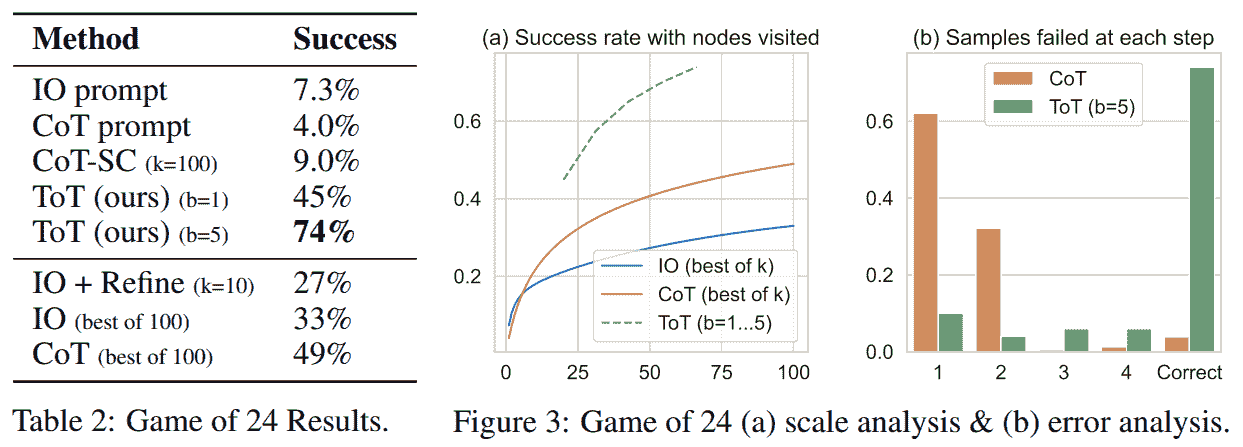 Method Success
IO prompt 7.3%
CoT prompt 4.0%
CoT-SC (k=100) 9.0%
ToT (ours) (b=1) 45%
ToT (ours) (b=5) 74%
IO + Refine (k=10) 27%
IO (best of 100) 33%
CoT (best of 100) 49%
Table 2: Game of 24 Results.
(a) Success rate with nodes visited
0.6
0.4
0.2
0 25 50 75 100
IO (best of k)
CoT (best of k)
ToT (b=1...5)
(b) Samples failed at each step
CoT
ToT (b=5)
0.6
0.4
0.2
0.0
1 2 3 4 Correct
Figure 3: Game of 24 (a) scale analysis & (b) error analysis.